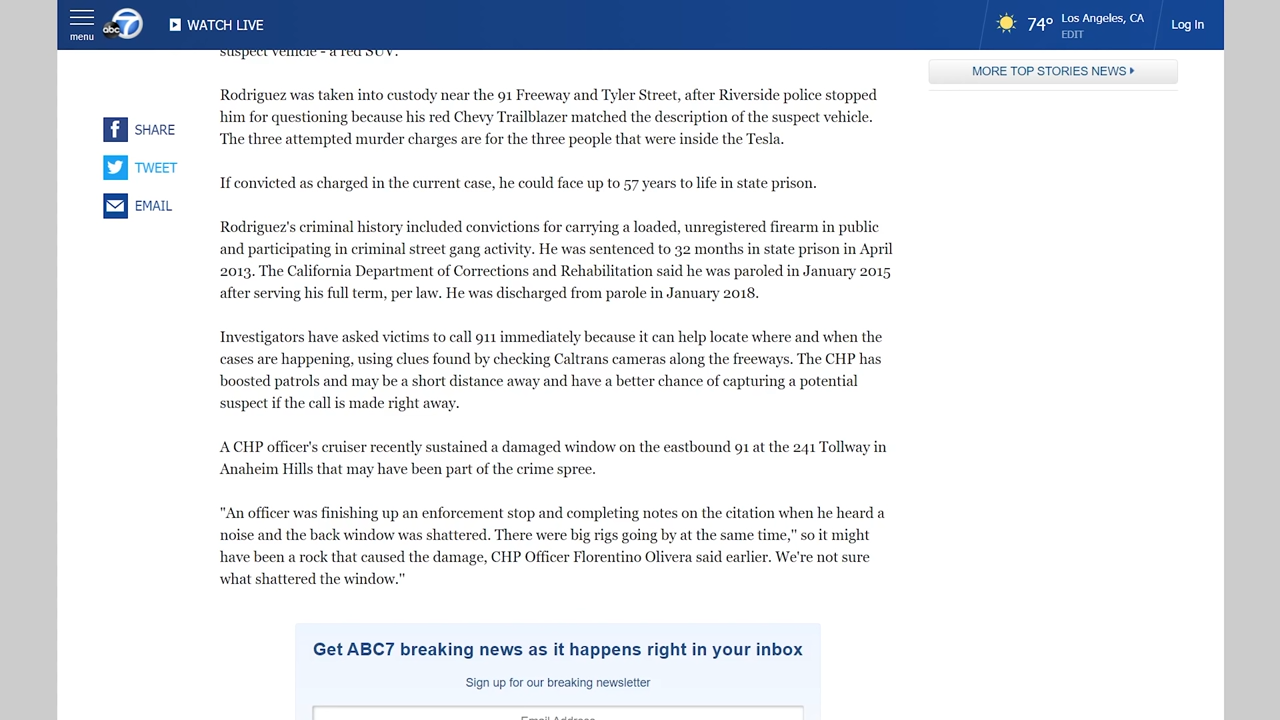 menu
abc 7
WATCH LIVE
74°
Los Angeles, CA
EDIT
Log In
suspect vehicle - a red SUV.
MORE TOP STORIES NEWS
Rodriguez was taken into custody near the 91 Freeway and Tyler Street, after Riverside police stopped
him for questioning because his red Chevy Trailblazer matched the description of the suspect vehicle.
The three attempted murder charges are for the three people that were inside the Tesla.
SHARE
TWEET
EMAIL
If convicted as charged in the current case, he could face up to 57 years to life in state prison.
Rodriguez's criminal history included convictions for carrying a loaded, unregistered firearm in public
and participating in criminal street gang activity. He was sentenced to 32 months in state prison in April
2013. The California Department of Corrections and Rehabilitation said he was paroled in January 2015
after serving his full term, per law. He was discharged from parole in January 2018.
Investigators have asked victims to call 911 immediately because it can help locate where and when the
cases are happening, using clues found by checking Caltrans cameras along the freeways. The CHP has
boosted patrols and may be a short distance away and have a better chance of capturing a potential
suspect if the call is made right away.
A CHP officer's cruiser recently sustained a damaged window on the eastbound 91 at the 241 Tollway in
Anaheim Hills that may have been part of the crime spree.
"An officer was finishing up an enforcement stop and completing notes on the citation when he heard a
noise and the back window was shattered. There were big rigs going by at the same time,'' so it might
have been a rock that caused the damage, CHP Officer Florentino Olivera said earlier. We're not sure
what shattered the window.''
Get ABC7 breaking news as it happens right in your inbox
Sign up for our breaking newsletter
Email Address